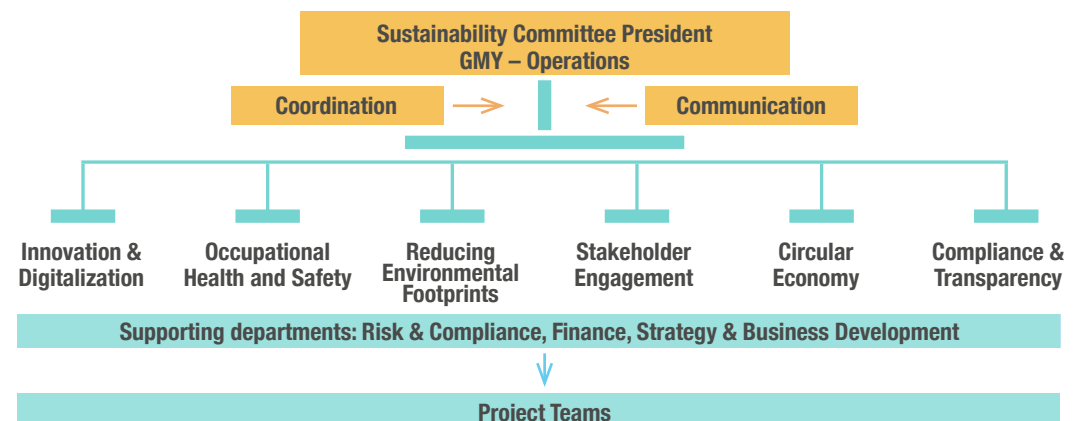 Sustainability Committee President
GMY – Operations
Coordination
Communication
Innovation &
Digitalization
Occupational
Health and Safety
Reducing
Environmental
Footprints
Stakeholder
Engagement
Circular
Economy
Compliance &
Transparency
Supporting departments: Risk & Compliance, Finance, Strategy & Business Development
Project Teams